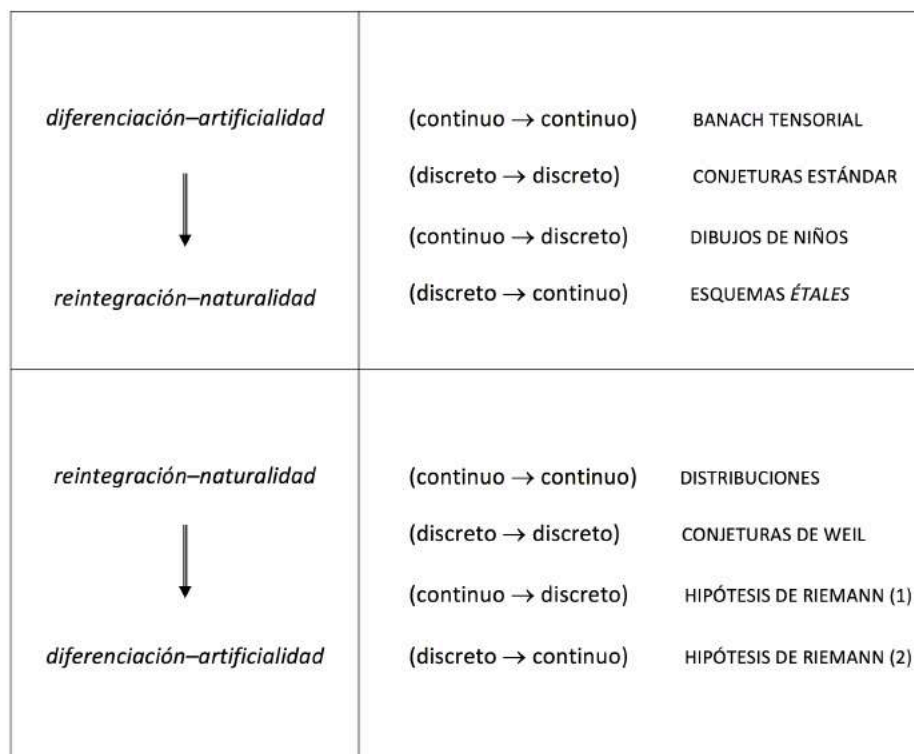 diferenciación–artificialidad (continuo → continuo) BANACH TENSORIAL
(discreto → discreto) CONJETURAS ESTÁNDAR
(continuo → discreto) DIBUJOS DE NIÑOS
reintegración–naturalidad (discreto → continuo) ESQUEMAS ÉTALES
reintegración–naturalidad (continuo → continuo) DISTRIBUCIONES
(discreto → discreto) CONJETURAS DE WEIL
(continuo → discreto) HIPÓTESIS DE RIEMANN (1)
diferenciación–artificialidad (discreto → continuo) HIPÓTESIS DE RIEMANN (2)